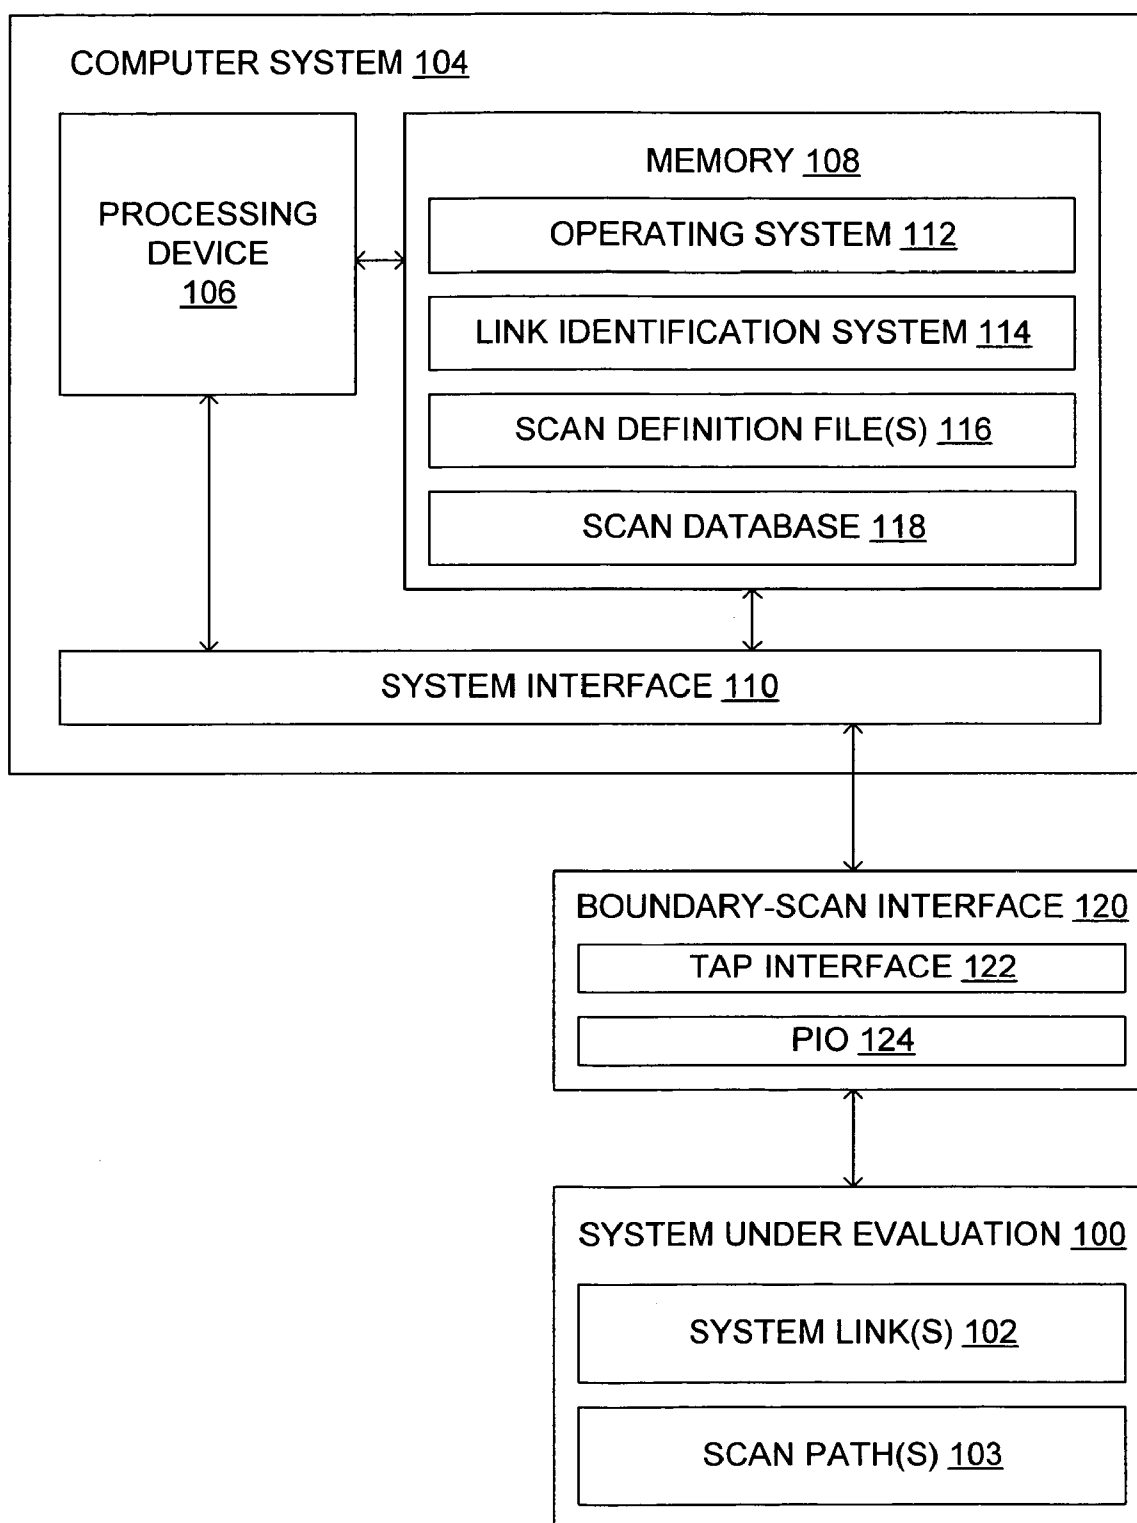 COMPUTER SYSTEM 104
PROCESSING
DEVICE
106
MEMORY 108
OPERATING SYSTEM 112
LINK IDENTIFICATION SYSTEM 114
SCAN DEFINITION FILE(S) 116
SCAN DATABASE 118
SYSTEM INTERFACE 110
BOUNDARY-SCAN INTERFACE 120
TAP INTERFACE 122
PIO 124
SYSTEM UNDER EVALUATION 100
SYSTEM LINK(S) 102
SCAN PATH(S) 103